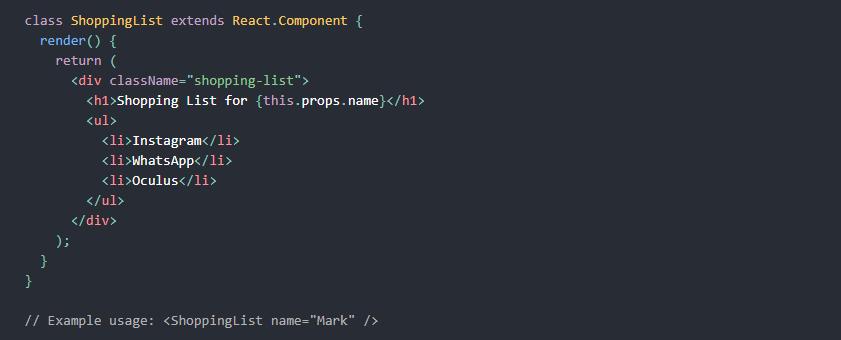 class ShoppingList extends React.Component {
  render() {
    return (
      <div className="shopping-list">
        <h1>Shopping List for {this.props.name}</h1>
        <ul>
          <li>Instagram</li>
          <li>WhatsApp</li>
          <li>Oculus</li>
        </ul>
      </div>
    );
  }
}

// Example usage: <ShoppingList name="Mark" />